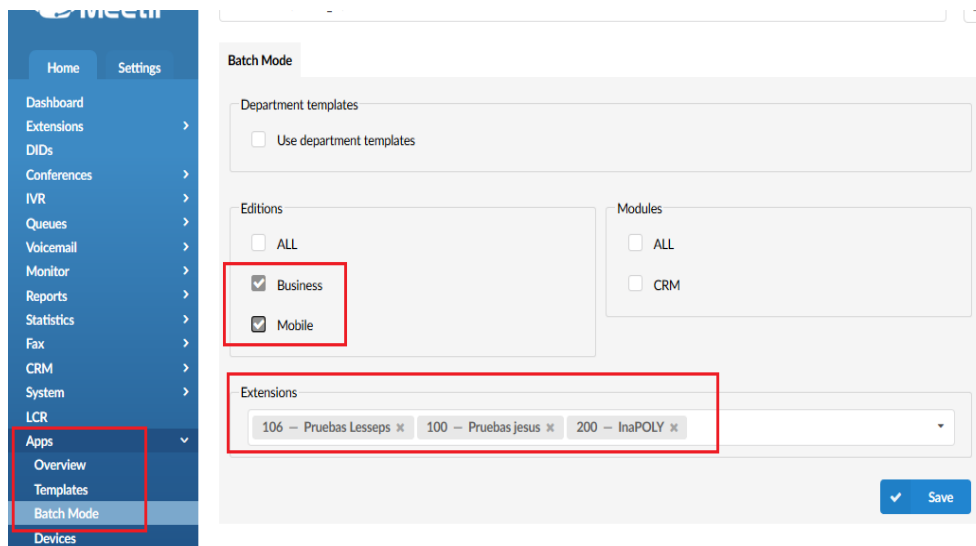 Home Settings
Dashboard
Extensions
DIDs
Conferences
IVR
Queues
Voicemail
Monitor
Reports
Statistics
Fax
CRM
System
LCR
Apps
Overview
Templates
Batch Mode
Devices
Batch Mode
Department templates
Use department templates
Editions
ALL
Business
Mobile
Modules
ALL
CRM
Extensions
106 — Pruebas Lesseps × 100 — Pruebas jesus × 200 — InaPOLY ×
Save